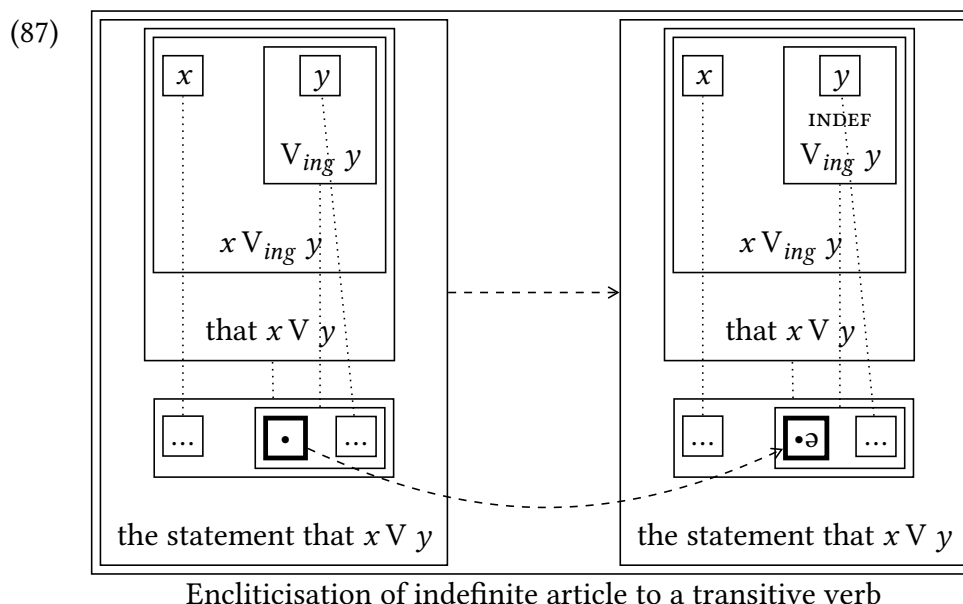 (87)
x y x y
INDEF
V_ing y V_ing y
x V_ing y x V_ing y
that x V y that x V y
... • ... ... •ə ...
the statement that x V y the statement that x V y
Encliticisation of indefinite article to a transitive verb